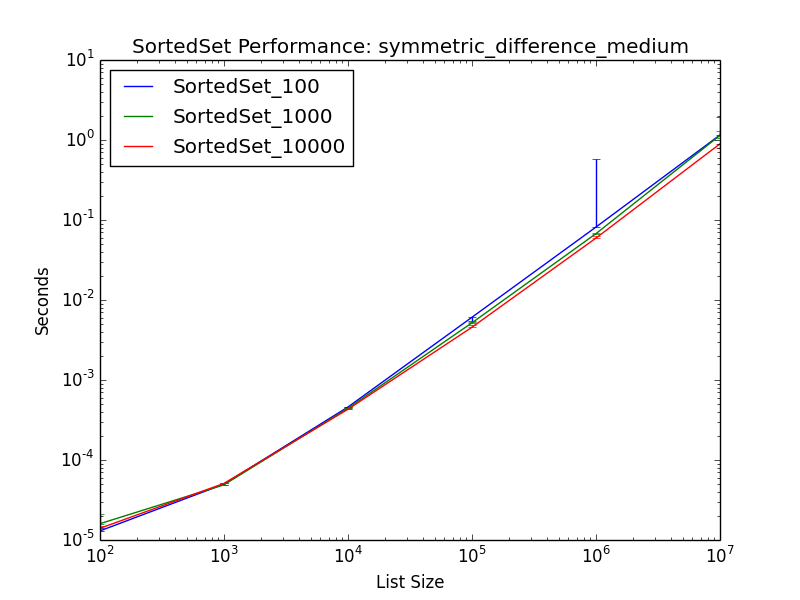 SortedSet Performance: symmetric_difference_medium
SortedSet_100
SortedSet_1000
SortedSet_10000
10^1
10^0
10^-1
10^-2
10^-3
10^-4
10^-5
Seconds
10^2 10^3 10^4 10^5 10^6 10^7
List Size